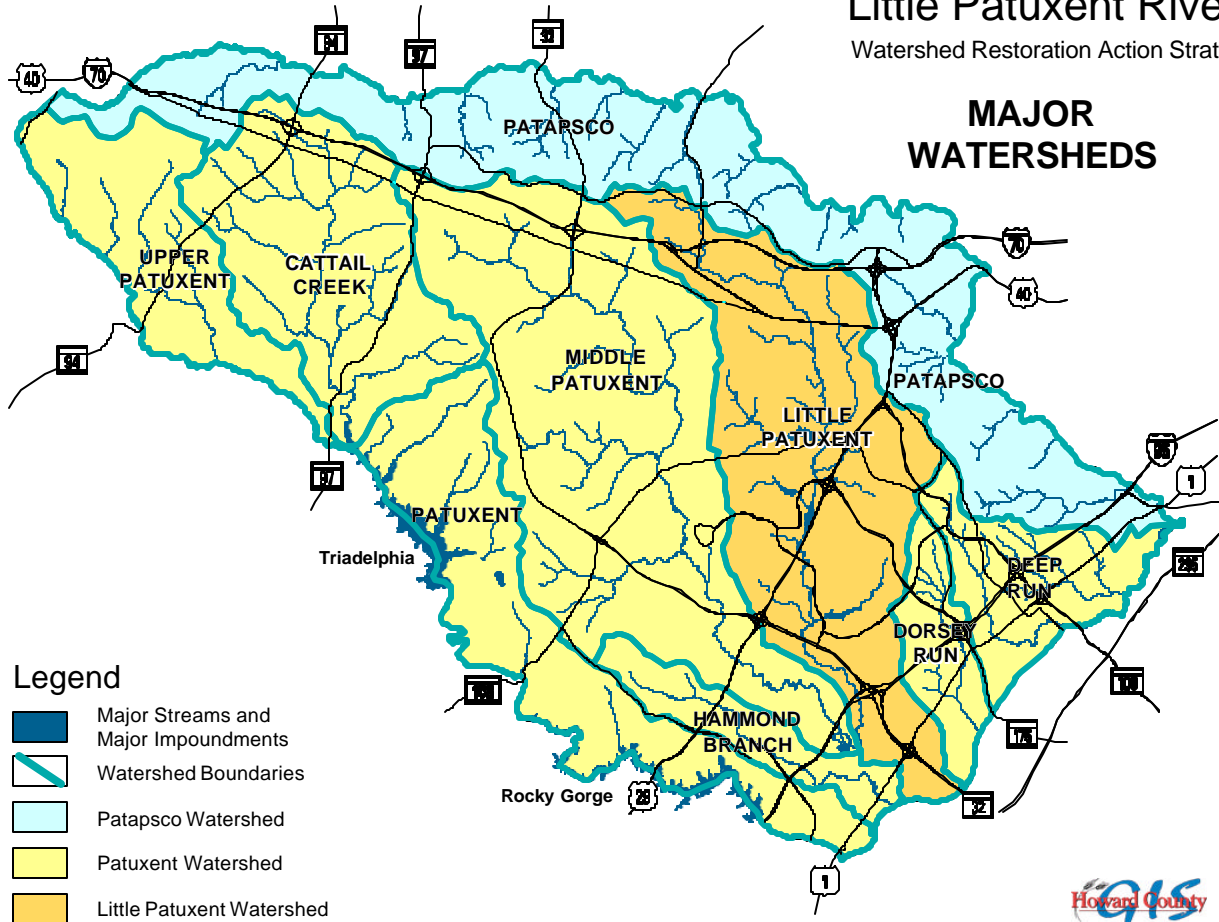 Little Patuxent Rive
Watershed Restoration Action Strat
MAJOR
WATERSHEDS
94
97
32
40
70
PATAPSCO
70
40
UPPER
PATUXENT
CATTAIL
CREEK
MIDDLE
PATUXENT
PATAPSCO
94
LITTLE
PATUXENT
95
1
97
PATUXENT
Triadelphia
DEEP
RUN
295
DORSEY
RUN
100
HAMMOND
BRANCH
175
Rocky Gorge
29
32
1
Legend
Major Streams and
Major Impoundments
Watershed Boundaries
Patapsco Watershed
Patuxent Watershed
Little Patuxent Watershed
Howard County
GIS